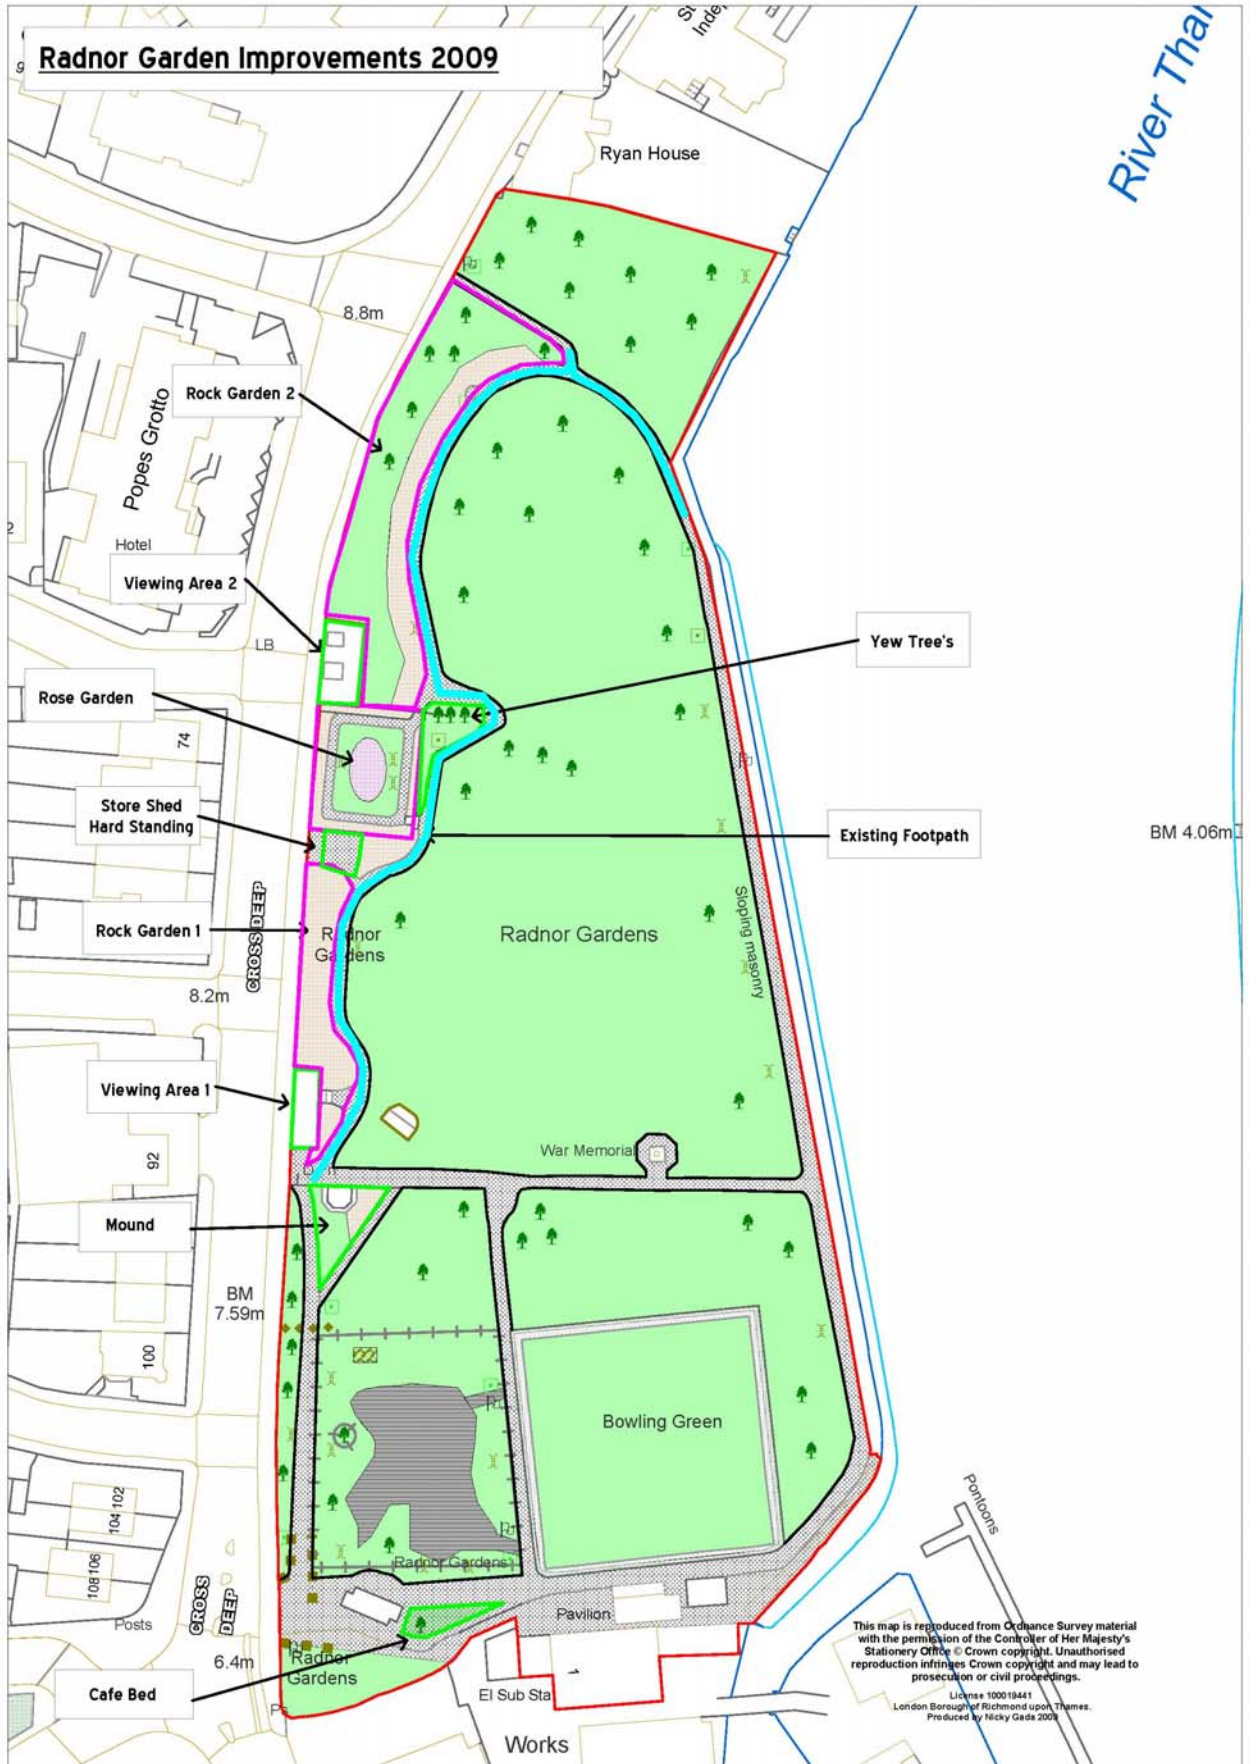 Radnor Garden Improvements 2009
River Thar
Ryan House
8.8m
Rock Garden 2
Popes Grotto
Hotel
Viewing Area 2
LB
Yew Tree's
Rose Garden
74
Store Shed
Hard Standing
Existing Footpath
BM 4.06m
CROSS DEEP
Rock Garden 1
Radnor
Gardens
Radnor Gardens
Sloping masonry
8.2m
Viewing Area 1
War Memorial
92
Mound
BM
7.59m
100
Bowling Green
104 102
108106
Pontoons
Radnor Gardens
CROSS
DEEP
Posts
Pavilion
6.4m
Radnor
Gardens
1
El Sub Sta
Cafe Bed
Works
This map is reproduced from Ordnance Survey material
with the permission of the Controller of Her Majesty's
Stationery Office © Crown copyright. Unauthorised
reproduction infringes Crown copyright and may lead to
prosecution or civil proceedings.
License 100019441
London Borough of Richmond upon Thames.
Produced by Nicky Gada 2009